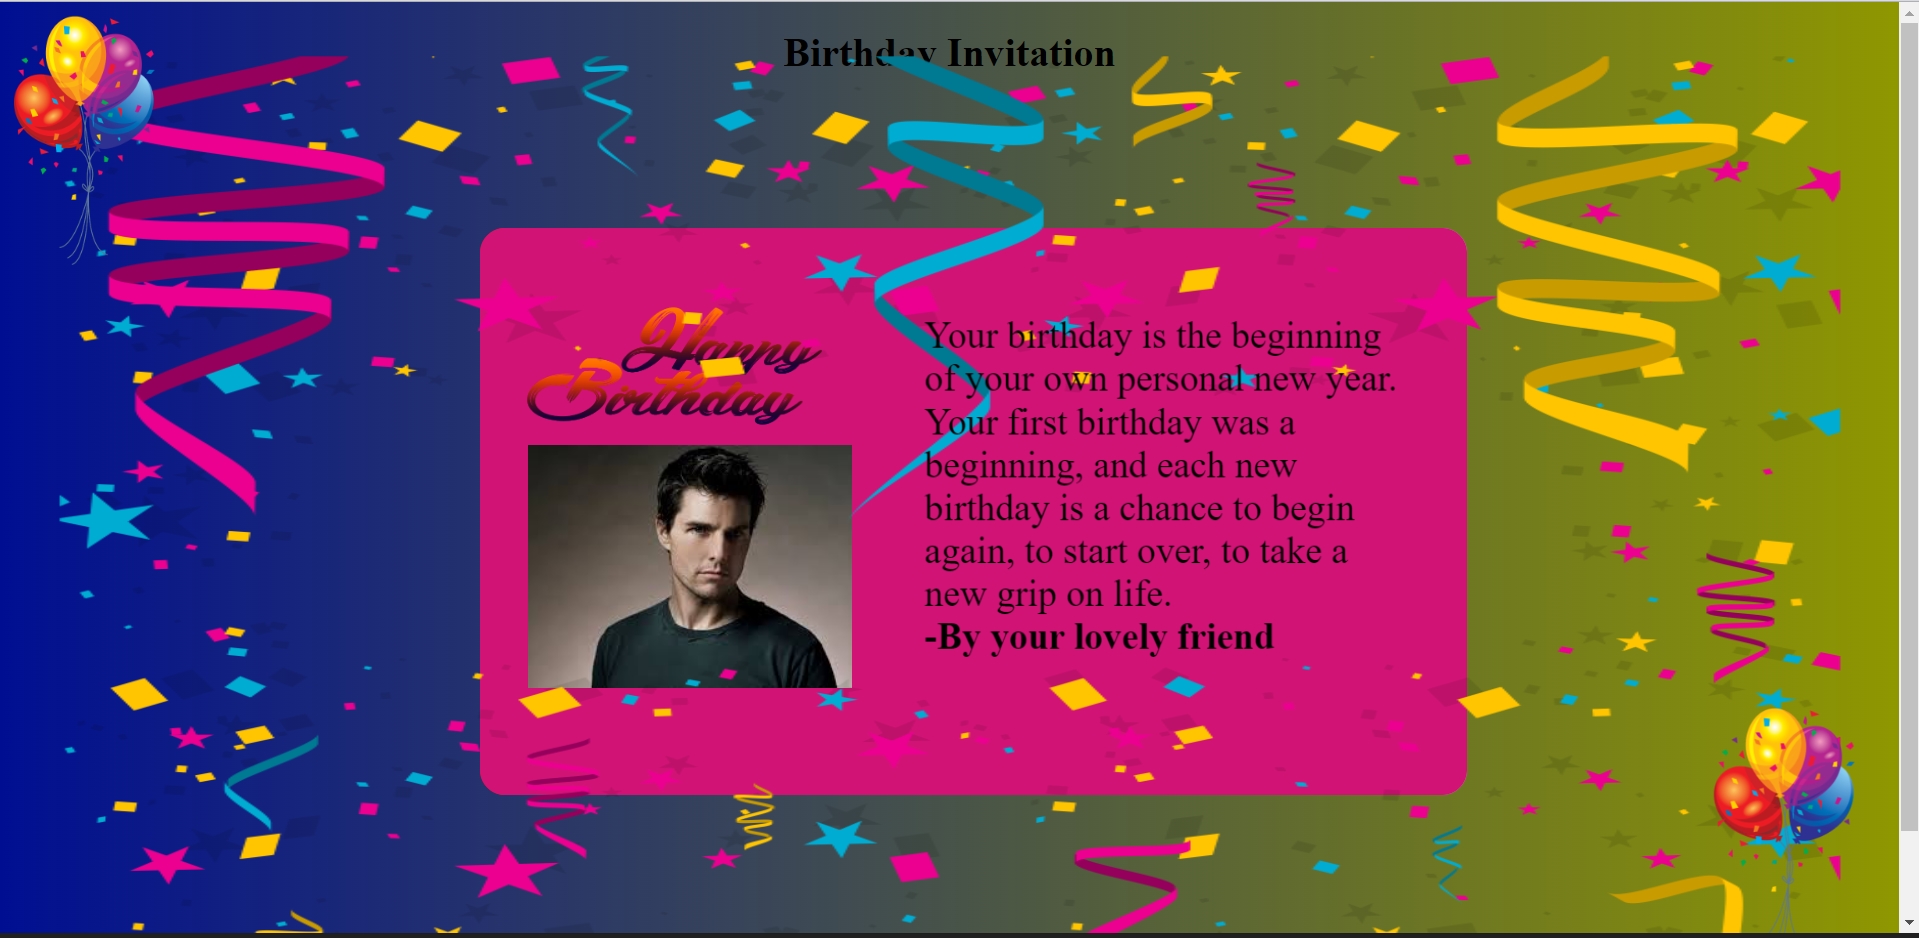 Birthday Invitation
Happy
Birthday
Your birthday is the beginning
of your own personal new year.
Your first birthday was a
beginning, and each new
birthday is a chance to begin
again, to start over, to take a
new grip on life.
-By your lovely friend